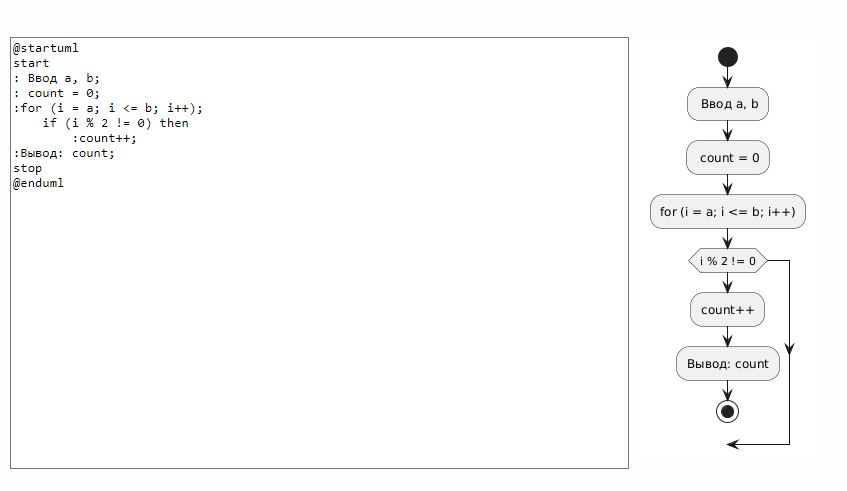 @startuml
start
: Ввод a, b;
: count = 0;
:for (i = a; i <= b; i++);
    if (i % 2 != 0) then
        :count++;
:Вывод: count;
stop
@enduml
Ввод a, b
count = 0
for (i = a; i <= b; i++)
i % 2 != 0
count++
Вывод: count